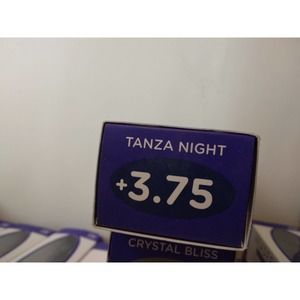 TANZA NIGHT
+3.75
CRYSTAL BLISS